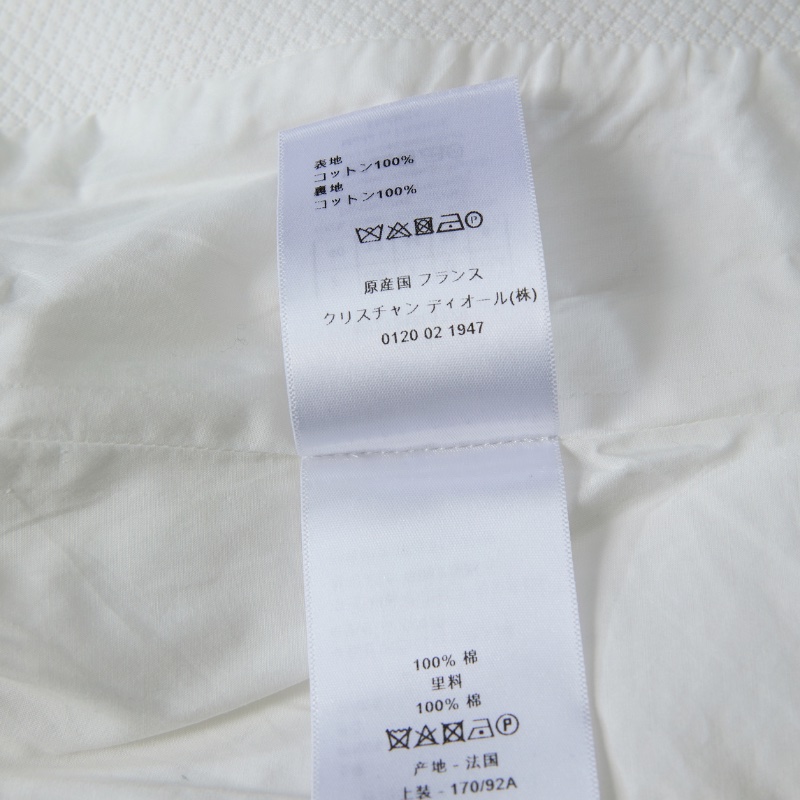 表地
コットン100%
裏地
コットン100%
P
原産国 フランス
クリスチャン ディオール(株)
0120 02 1947
100% 棉
里料
100% 棉
P
产地 - 法国
上装 - 170/92A